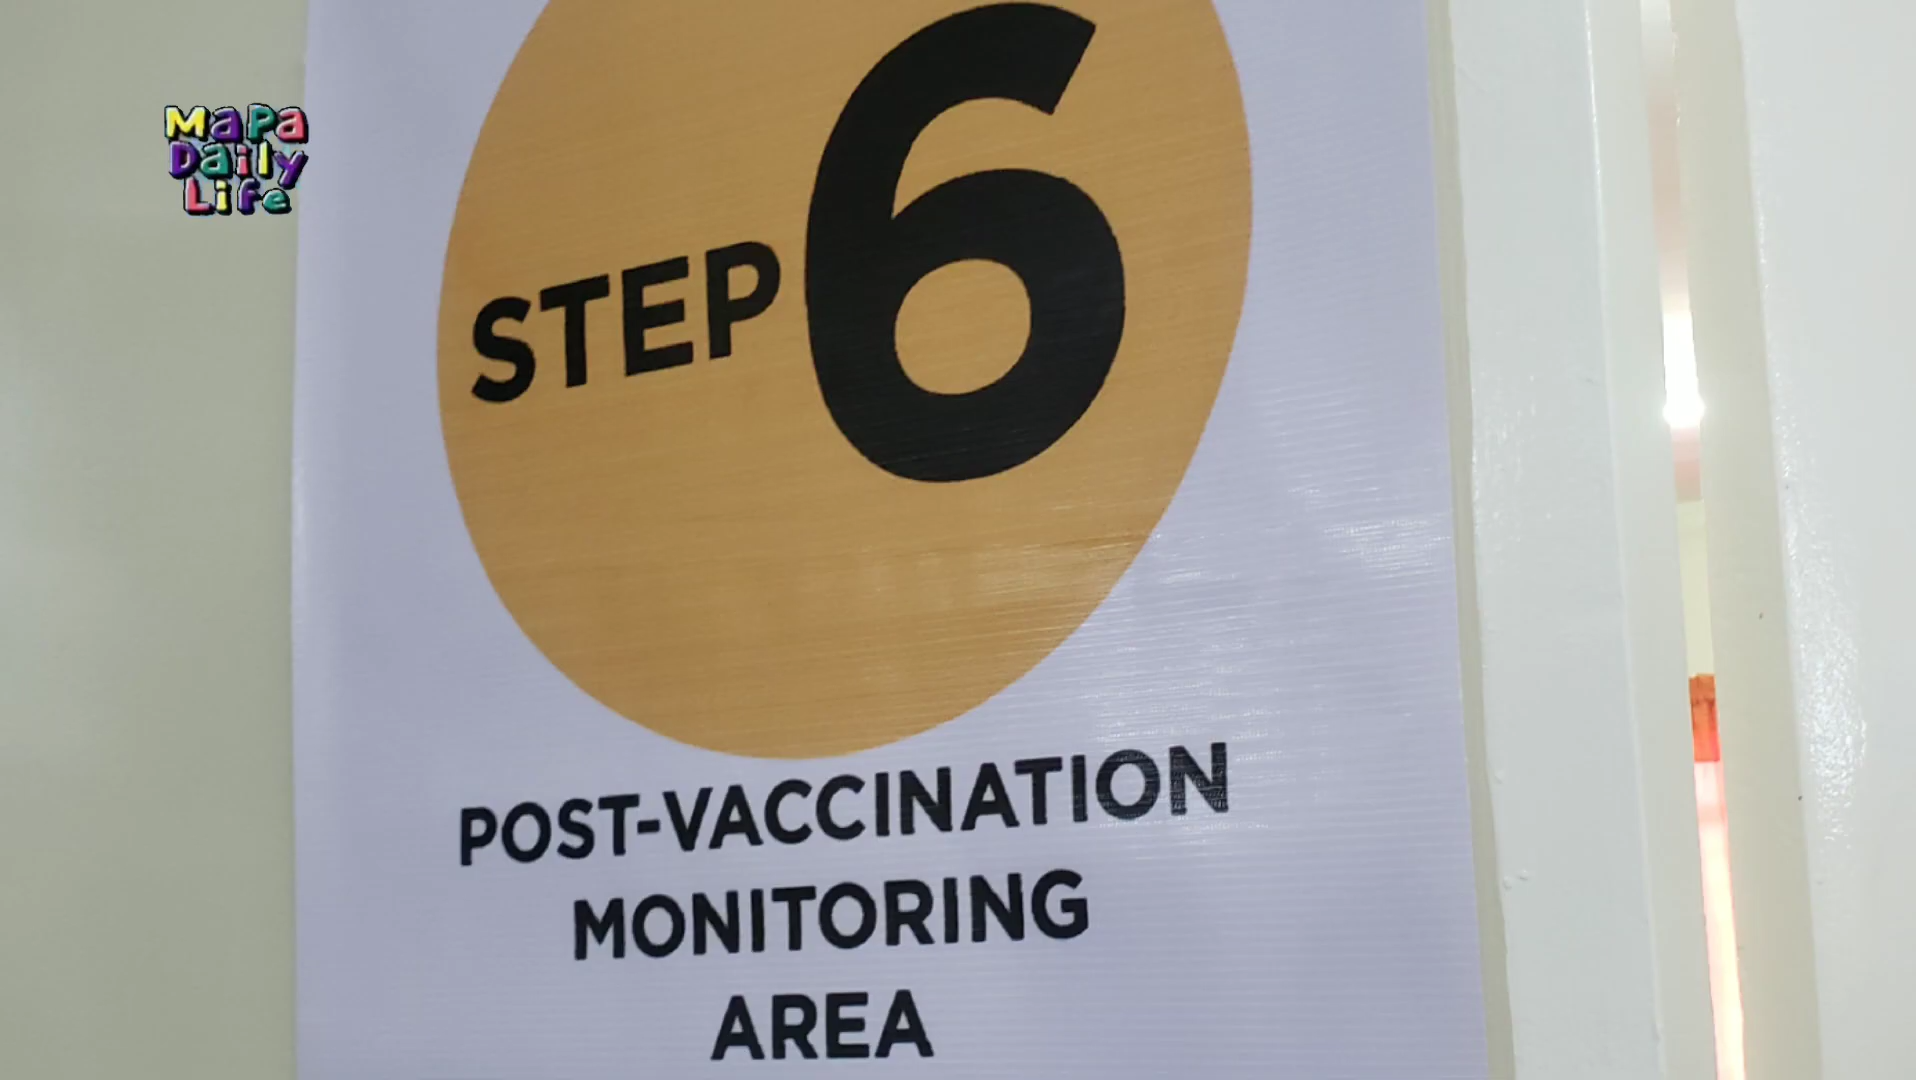 MaPa
Daily
Life
STEP 6
POST-VACCINATION
MONITORING
AREA